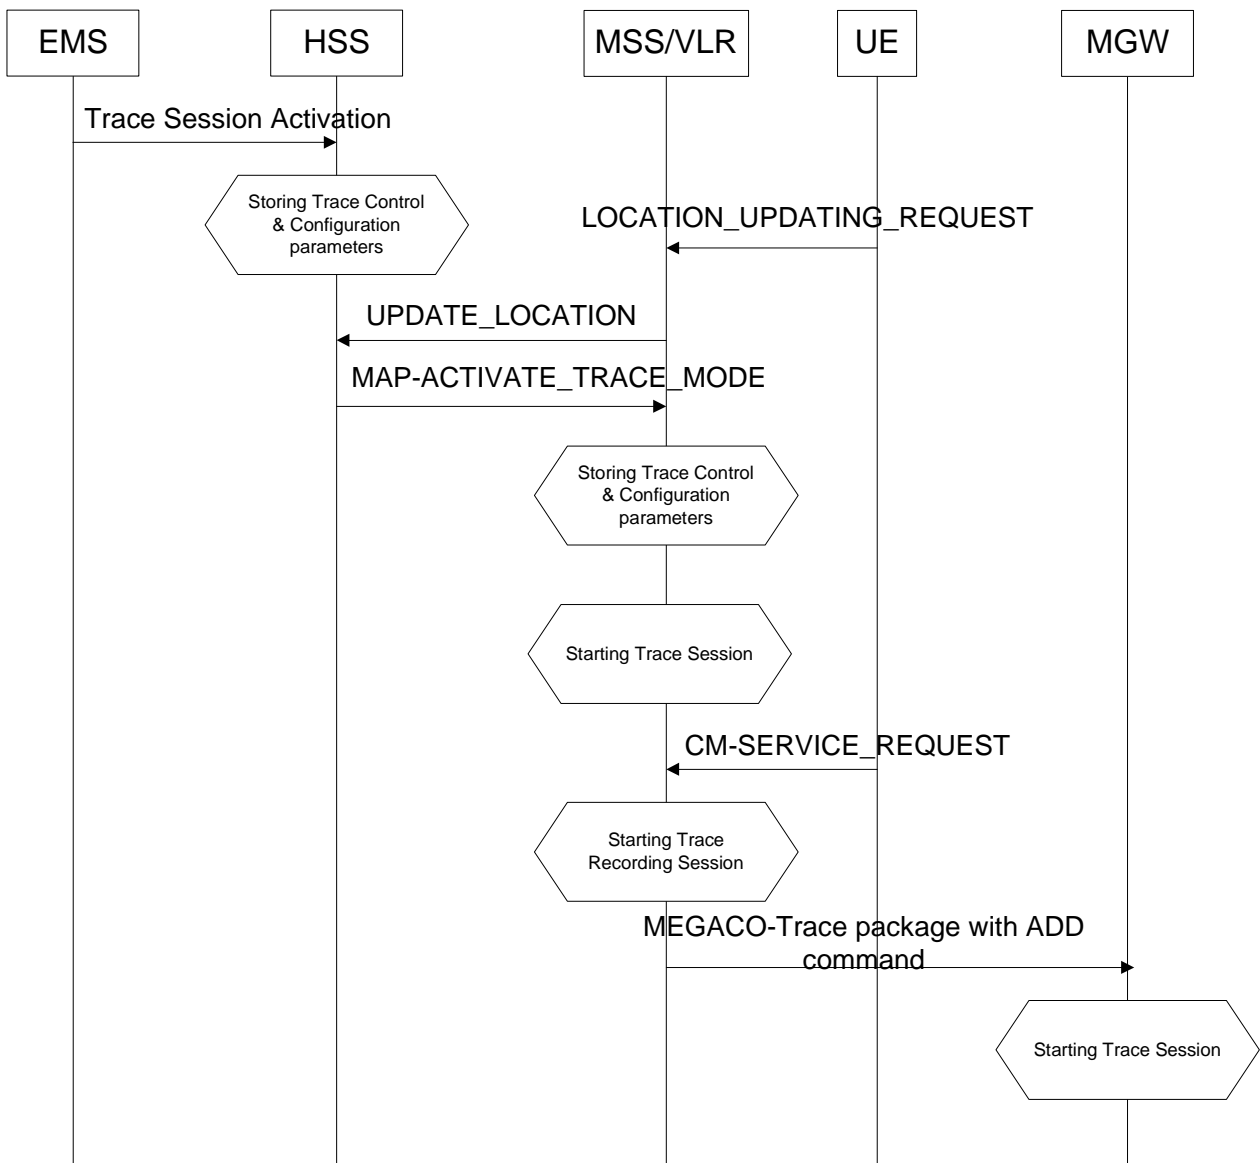 EMS
HSS
MSS/VLR
UE
MGW
Trace Session Activation
Storing Trace Control
& Configuration
parameters
LOCATION_UPDATING_REQUEST
UPDATE_LOCATION
MAP-ACTIVATE_TRACE_MODE
Storing Trace Control
& Configuration
parameters
Starting Trace Session
CM-SERVICE_REQUEST
Starting Trace
Recording Session
MEGACO-Trace package with ADD
command
Starting Trace Session